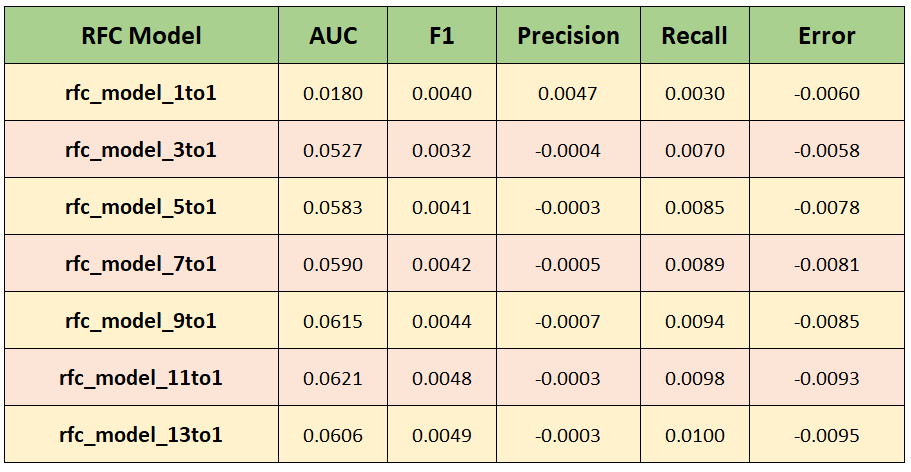 RFC Model AUC F1 Precision Recall Error
rfc_model_1to1 0.0180 0.0040 0.0047 0.0030 -0.0060
rfc_model_3to1 0.0527 0.0032 -0.0004 0.0070 -0.0058
rfc_model_5to1 0.0583 0.0041 -0.0003 0.0085 -0.0078
rfc_model_7to1 0.0590 0.0042 -0.0005 0.0089 -0.0081
rfc_model_9to1 0.0615 0.0044 -0.0007 0.0094 -0.0085
rfc_model_11to1 0.0621 0.0048 -0.0003 0.0098 -0.0093
rfc_model_13to1 0.0606 0.0049 -0.0003 0.0100 -0.0095